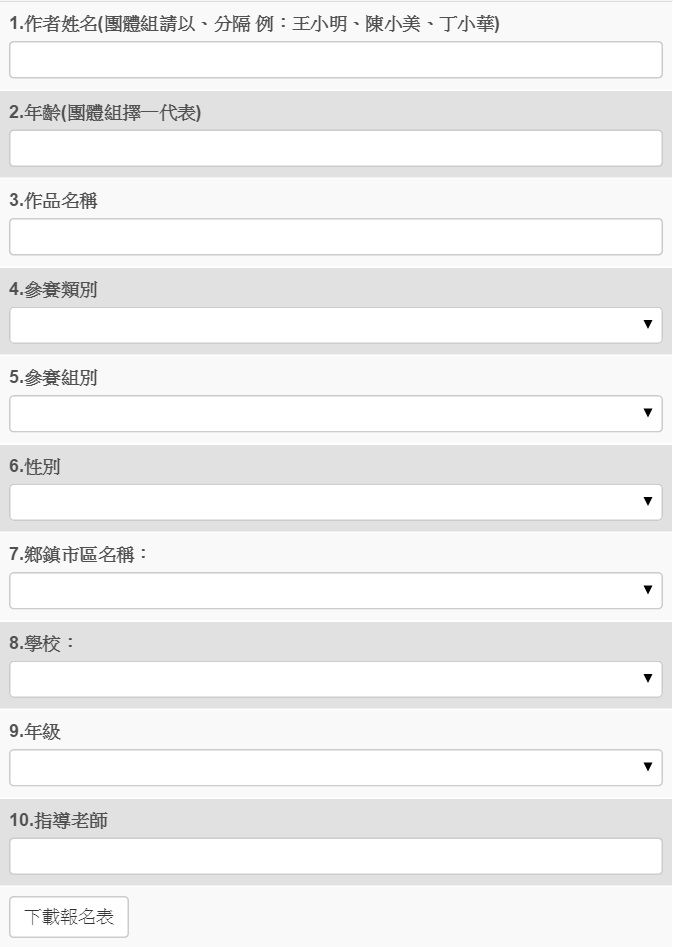 1.作者姓名(團體組請以、分隔 例：王小明、陳小美、丁小華)
2.年齡(團體組擇一代表)
3.作品名稱
4.參賽類別
5.參賽組別
6.性別
7.鄉鎮市區名稱：
8.學校：
9.年級
10.指導老師
下載報名表